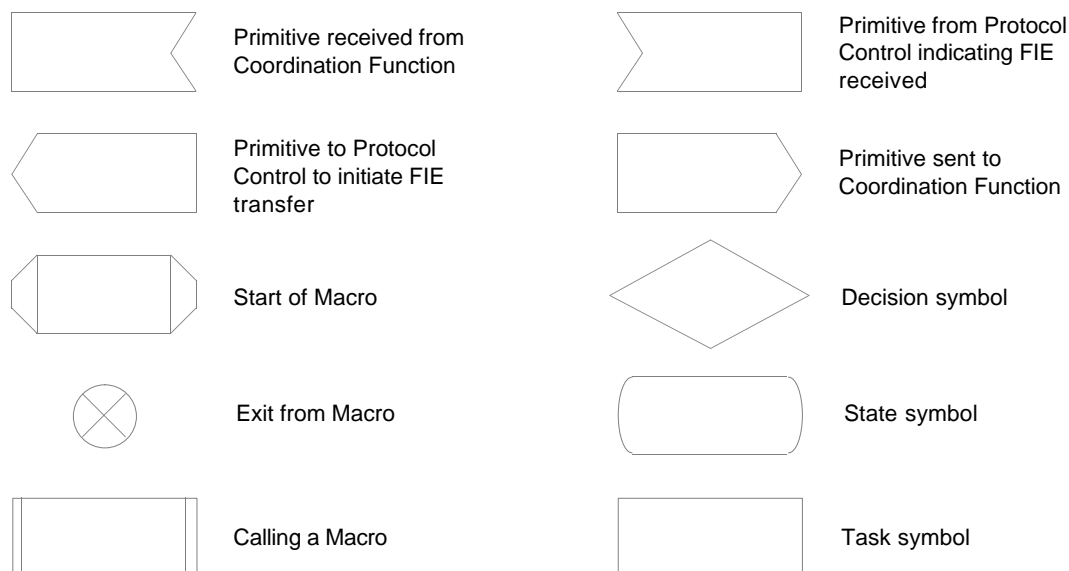 Primitive received from
Coordination Function
Primitive from Protocol
Control indicating FIE
received
Primitive to Protocol
Control to initiate FIE
transfer
Primitive sent to
Coordination Function
Start of Macro
Decision symbol
Exit from Macro
State symbol
Calling a Macro
Task symbol